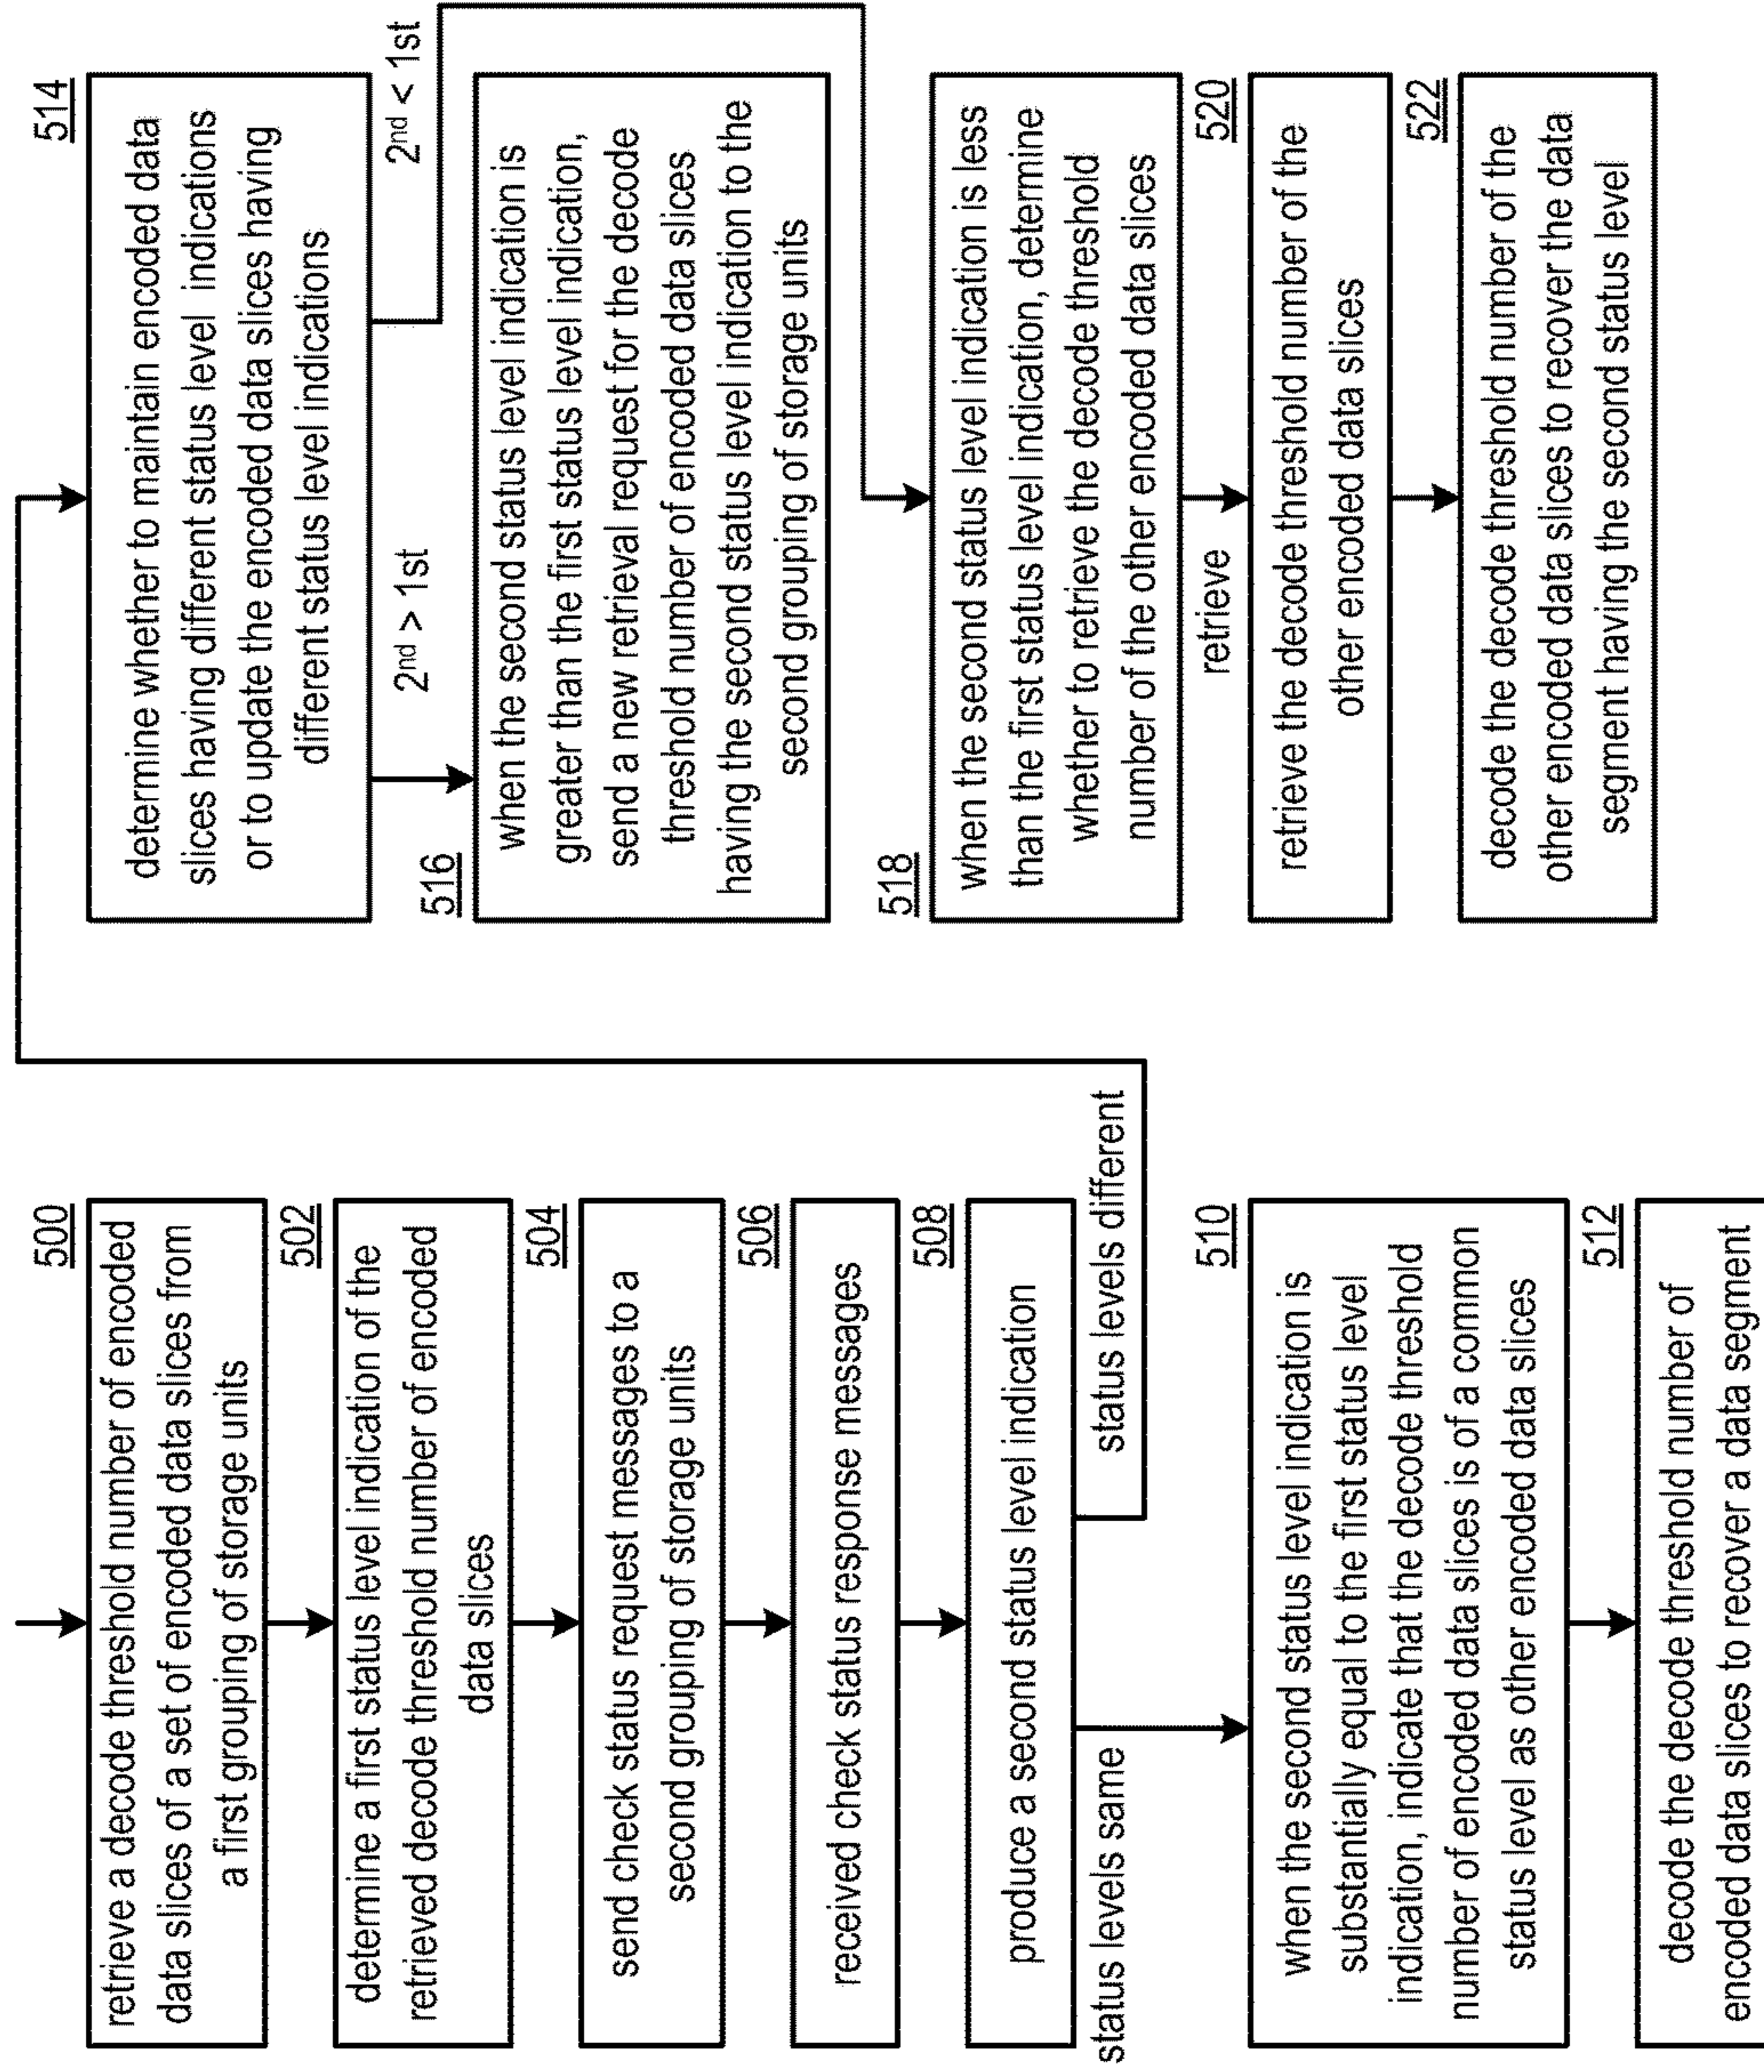 500
retrieve a decode threshold number of encoded
data slices of a set of encoded data slices from
a first grouping of storage units
502
determine a first status level indication of the
retrieved decode threshold number of encoded
data slices
504
send check status request messages to a
second grouping of storage units
506
received check status response messages
508
produce a second status level indication
status levels same
status levels different
510
when the second status level indication is
substantially equal to the first status level
indication, indicate that the decode threshold
number of encoded data slices is of a common
status level as other encoded data slices
512
decode the decode threshold number of
encoded data slices to recover a data segment
514
determine whether to maintain encoded data
slices having different status level indications
or to update the encoded data slices having
different status level indications
2nd > 1st
2nd < 1st
516
when the second status level indication is
greater than the first status level indication,
send a new retrieval request for the decode
threshold number of encoded data slices
having the second status level indication to the
second grouping of storage units
518
when the second status level indication is less
than the first status level indication, determine
whether to retrieve the decode threshold
number of the other encoded data slices
retrieve
520
retrieve the decode threshold number of the
other encoded data slices
522
decode the decode threshold number of the
other encoded data slices to recover the data
segment having the second status level